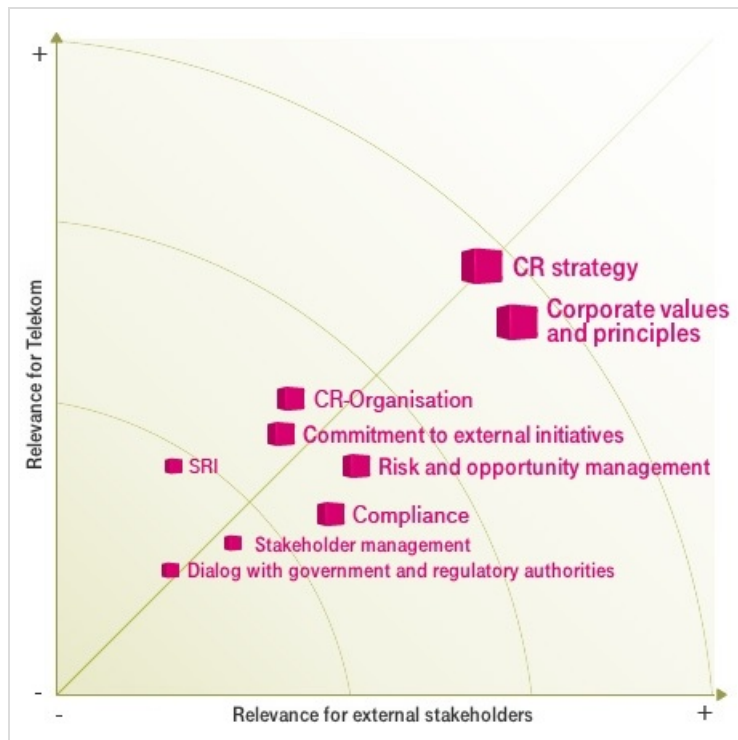 +
Relevance for Telekom
CR strategy
Corporate values
and principles
CR-Organisation
Commitment to external initiatives
SRI
Risk and opportunity management
Compliance
Stakeholder management
Dialog with government and regulatory authorities
-
-
Relevance for external stakeholders
+